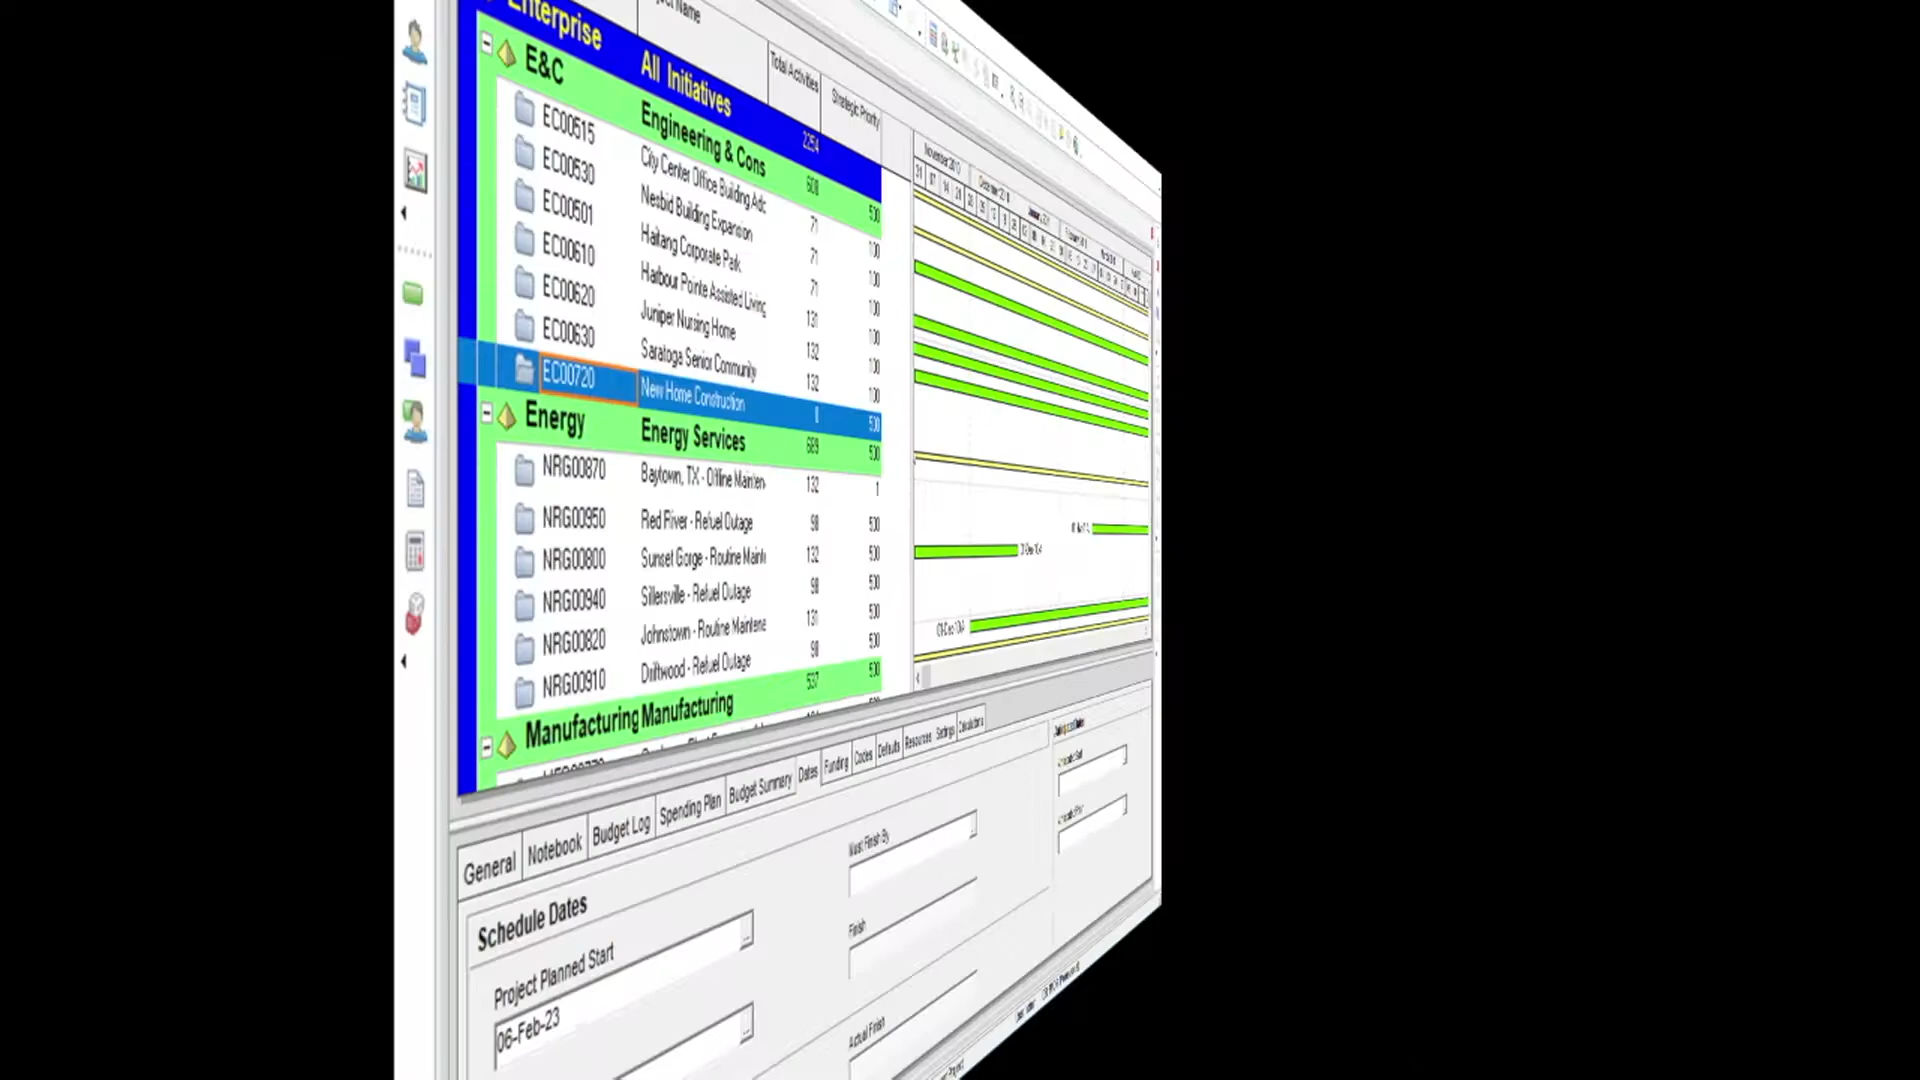 Name
Total Activities
Strategic Priority
Enterprise All Initiatives 2254
E&C Engineering & Cons 608 500
EC00515 City Center Office Building Adc 71 100
EC00530 Nesbid Building Expansion 71 100
EC00501 Haitang Corporate Park 71 100
EC00610 Harbour Pointe Assisted Living 131 100
EC00620 Juniper Nursing Home 132 100
EC00630 Saratoga Senior Community 132 100
EC00720 New Home Construction 0 500
Energy Energy Services 689 500
NRG00870 Baytown, TX - Offline Mainten 132 1
NRG00950 Red River - Refuel Outage 98 500
NRG00800 Sunset Gorge - Routine Maint 132 500
NRG00940 Sillersville - Refuel Outage 98 500
NRG00820 Johnstown - Routine Maintene 131 500
NRG00910 Driftwood - Refuel Outage 98 500
Manufacturing Manufacturing 537 500
General Notebook Budget Log Spending Plan Budget Summary Dates Funding Codes Defaults Resources Settings Calculations
Schedule Dates
Project Planned Start
06-Feb-23
Must Finish By
Finish
Actual Finish